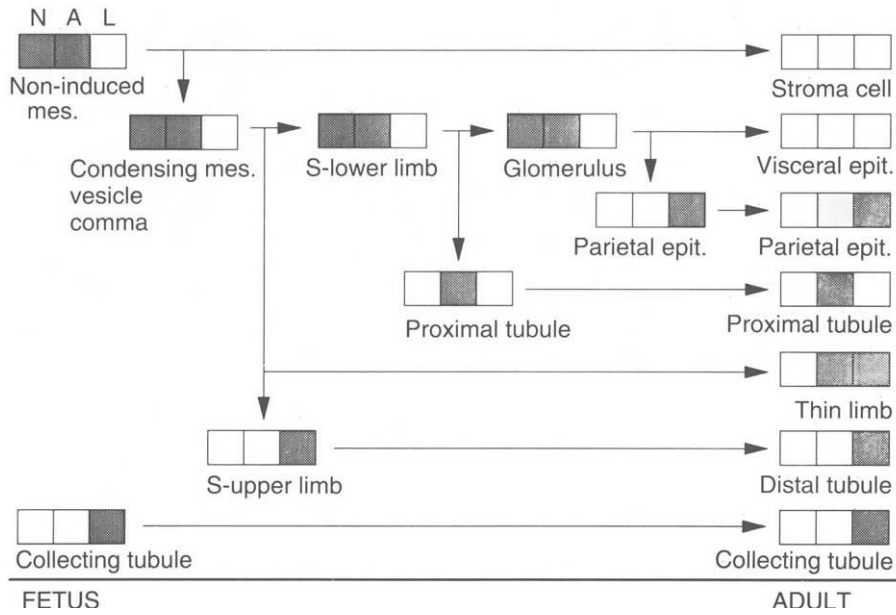 N A L
Non-induced
mes.
Stroma cell
Condensing mes.
vesicle
comma
S-lower limb
Glomerulus
Visceral epit.
Parietal epit.
Parietal epit.
Proximal tubule
Proximal tubule
Thin limb
S-upper limb
Distal tubule
Collecting tubule
Collecting tubule
FETUS
ADULT